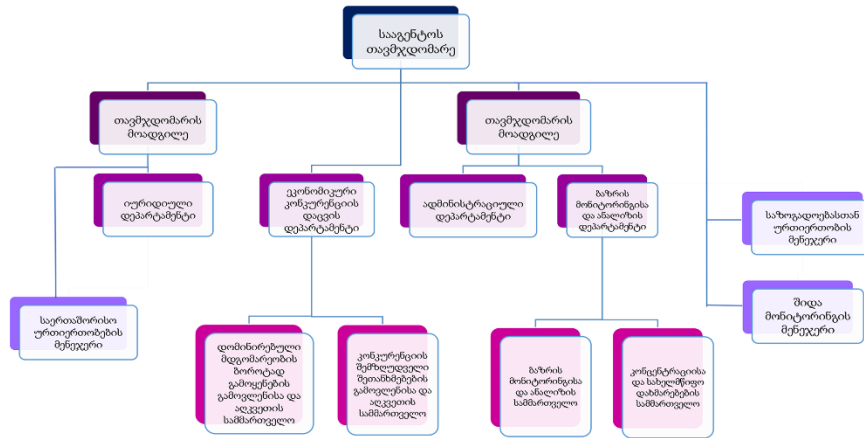 სააგენტოს
თავმჯდომარე
თავმჯდომარის
მოადგილე
თავმჯდომარის
მოადგილე
იურიდიული
დეპარტამენტი
ეკონომიკური
კონკურენციის
დაცვის
დეპარტამენტი
ადმინისტრაციული
დეპარტამენტი
ბაზრის
მონიტორინგისა
და ანალიზის
დეპარტამენტი
საზოგადოებასთან
ურთიერთობის
მენეჯერი
საერთაშორისო
ურთიერთობების
მენეჯერი
შიდა
მონიტორინგის
მენეჯერი
დომინირებული
მდგომარეობის
ბოროტად
გამოყენების
გამოვლენისა და
აღკვეთის
სამმართველო
კონკურენციის
შემზღუდველი
შეთანხმებების
გამოვლენისა და
აღკვეთის
სამმართველო
ბაზრის
მონიტორინგისა
და ანალიზის
სამმართველო
კონცენტრაციისა
და სახელმწიფო
დახმარებების
სამმართველო